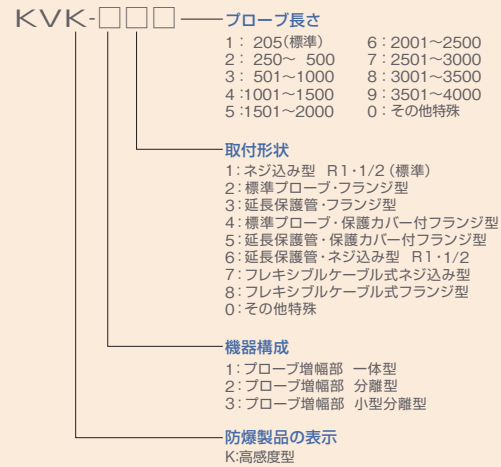 KVK-□□□
プローブ長さ
1： 205(標準) 6：2001〜2500
2： 250〜 500 7：2501〜3000
3： 501〜1000 8：3001〜3500
4：1001〜1500 9：3501〜4000
5：1501〜2000 0：その他特殊
取付形状
1：ネジ込み型 R1・1/2（標準）
2：標準プローブ・フランジ型
3：延長保護管・フランジ型
4：標準プローブ・保護カバー付フランジ型
5：延長保護管・保護カバー付フランジ型
6：延長保護管・ネジ込み型 R1・1/2
7：フレキシブルケーブル式ネジ込み型
8：フレキシブルケーブル式フランジ型
0：その他特殊
機器構成
1：プローブ増幅部 一体型
2：プローブ増幅部 分離型
3：プローブ増幅部 小型分離型
防爆製品の表示
K:高感度型